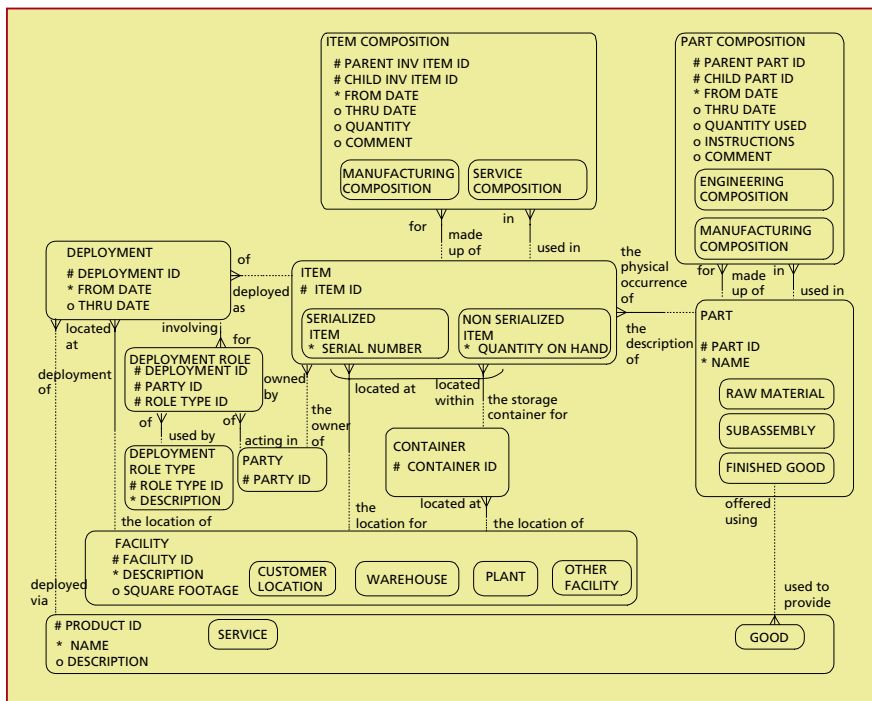 ITEM COMPOSITION
# PARENT INV ITEM ID
# CHILD INV ITEM ID
* FROM DATE
o THRU DATE
o QUANTITY
o COMMENT
MANUFACTURING
COMPOSITION
SERVICE
COMPOSITION
PART COMPOSITION
# PARENT PART ID
# CHILD PART ID
* FROM DATE
o THRU DATE
o QUANTITY USED
o INSTRUCTIONS
o COMMENT
ENGINEERING
COMPOSITION
MANUFACTURING
COMPOSITION
for
made
up of
in
used in
for
made
up of
in
used in
DEPLOYMENT
# DEPLOYMENT ID
* FROM DATE
o THRU DATE
of
deployed
as
ITEM
# ITEM ID
SERIALIZED
ITEM
* SERIAL NUMBER
NON SERIALIZED
ITEM
* QUANTITY ON HAND
the
physical
occurrence
of
the
description
of
PART
# PART ID
* NAME
RAW MATERIAL
SUBASSEMBLY
FINISHED GOOD
located
at
involving
for
deployment
of
DEPLOYMENT ROLE
# DEPLOYMENT ID
# PARTY ID
# ROLE TYPE ID
owned
by
the
owner
of
located at
located
within
the storage
container for
of
used by
of
acting in
DEPLOYMENT
ROLE TYPE
# ROLE TYPE ID
* DESCRIPTION
PARTY
# PARTY ID
CONTAINER
# CONTAINER ID
located at
the location of
the
location for
the location of
offered
using
FACILITY
# FACILITY ID
* DESCRIPTION
o SQUARE FOOTAGE
CUSTOMER
LOCATION
WAREHOUSE
PLANT
OTHER
FACILITY
deployed
via
used to
provide
# PRODUCT ID
* NAME
o DESCRIPTION
SERVICE
GOOD